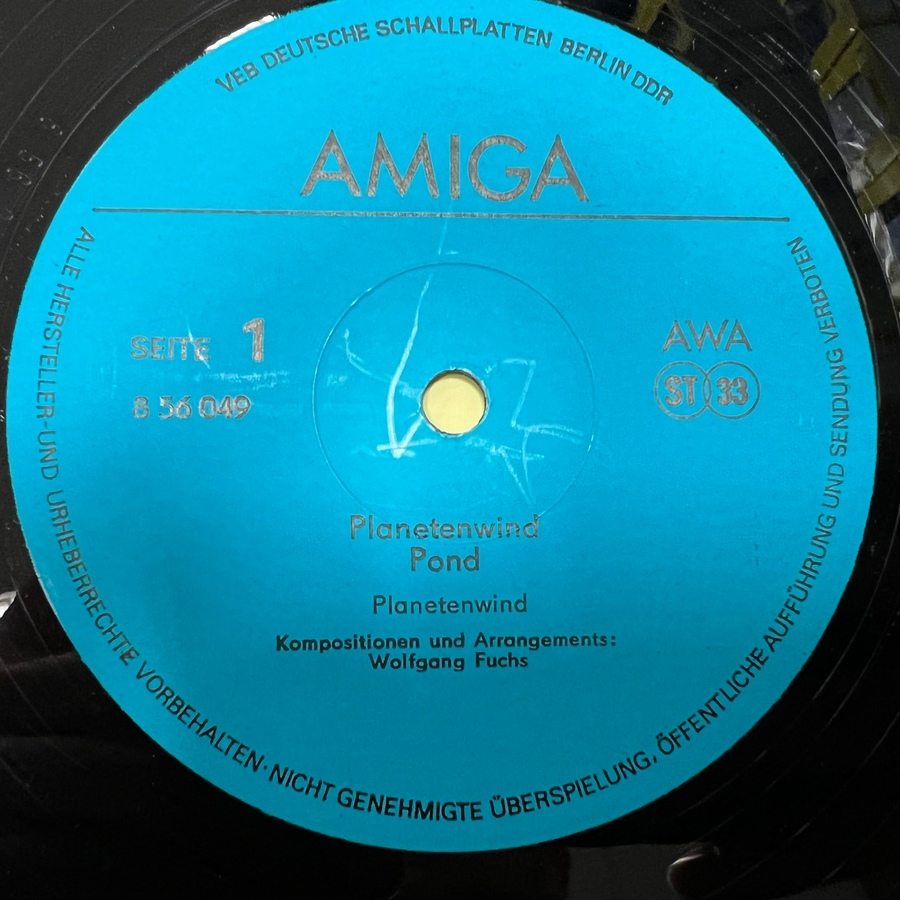 VEB DEUTSCHE SCHALLPLATTEN BERLIN DDR
AMIGA
SEITE 1
8 56 049
AWA
ST 33
Planetenwind
Pond
Planetenwind
Kompositionen und Arrangements:
Wolfgang Fuchs
ALLE HERSTELLER-UND URHEBERRECHTE VORBEHALTEN·NICHT GENEHMIGTE ÜBERSPIELUNG, ÖFFENTLICHE AUFFÜHRUNG UND SENDUNG VERBOTEN